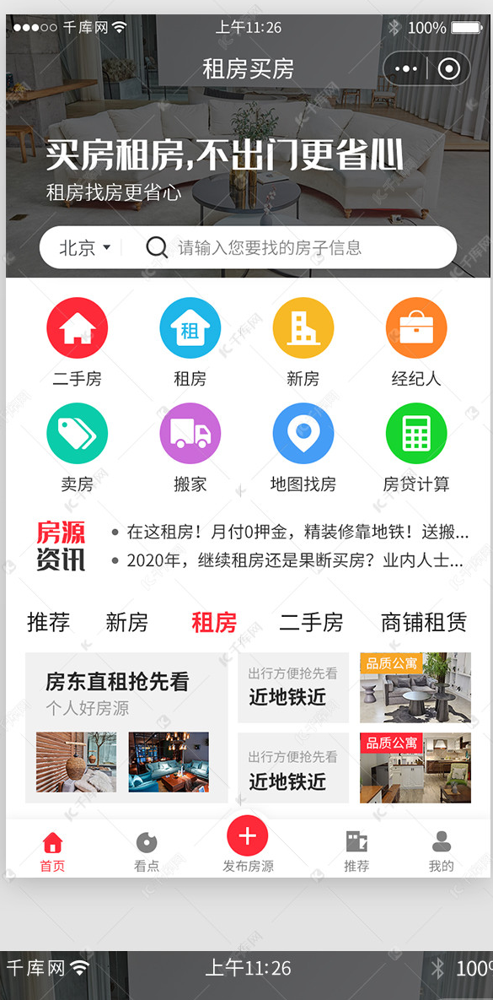 千库网 上午11:26 100%
租房买房
买房租房,不出门更省心
租房找房更省心
北京 请输入您要找的房子信息
租
二手房 租房 新房 经纪人
卖房 搬家 地图找房 房贷计算
房源
资讯
在这租房！月付0押金，精装修靠地铁！送搬...
2020年，继续租房还是果断买房？业内人士...
推荐 新房 租房 二手房 商铺租赁
房东直租抢先看
个人好房源
出行方便抢先看
近地铁近
品质公寓
出行方便抢先看
近地铁近
品质公寓
首页 看点 发布房源 推荐 我的
千库网 上午11:26 100%